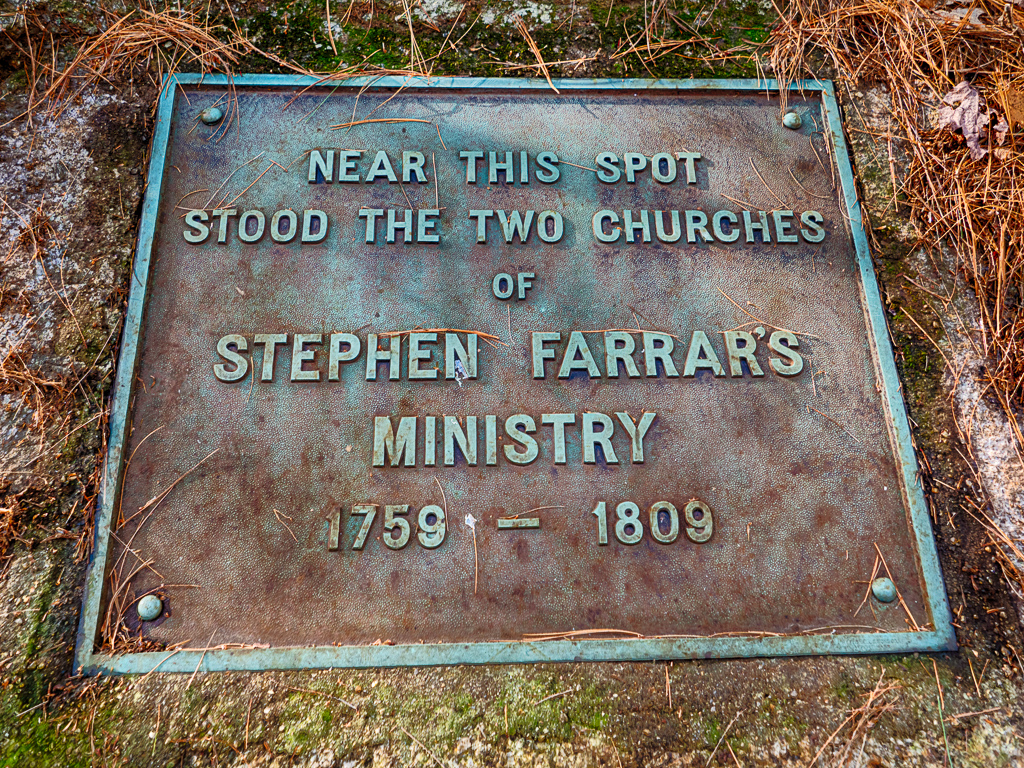 NEAR THIS SPOT
STOOD THE TWO CHURCHES
OF
STEPHEN FARRAR'S
MINISTRY
1759 — 1809